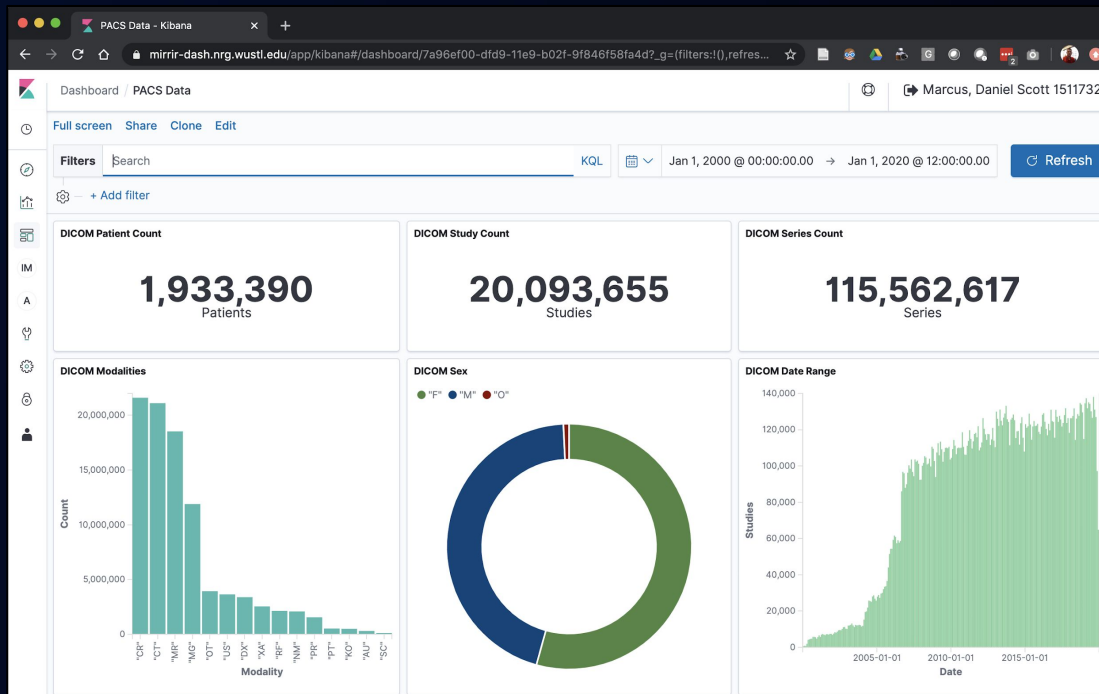 PACS Data - Kibana
mirrir-dash.nrg.wustl.edu/app/kibana#/dashboard/7a96ef00-dfd9-11e9-b02f-9f846f58fa4d?_g=(filters:!(),refres...
G
2
Dashboard / PACS Data
Marcus, Daniel Scott 1511732
Full screen Share Clone Edit
Filters Search KQL Jan 1, 2000 @ 00:00:00.00 → Jan 1, 2020 @ 12:00:00.00 Refresh
+ Add filter
IM
A
DICOM Patient Count
1,933,390
Patients
DICOM Study Count
20,093,655
Studies
DICOM Series Count
115,562,617
Series
DICOM Modalities
20,000,000
15,000,000
10,000,000
5,000,000
0
Count
"CR" "CT" "MR" "MG" "OT" "US" "DX" "XA" "RF" "NM" "PR" "PT" "KO" "AU" "SC"
Modality
DICOM Sex
"F" "M" "O"
DICOM Date Range
140,000
120,000
100,000
80,000
60,000
40,000
20,000
0
Studies
2005-01-01 2010-01-01 2015-01-01
Date